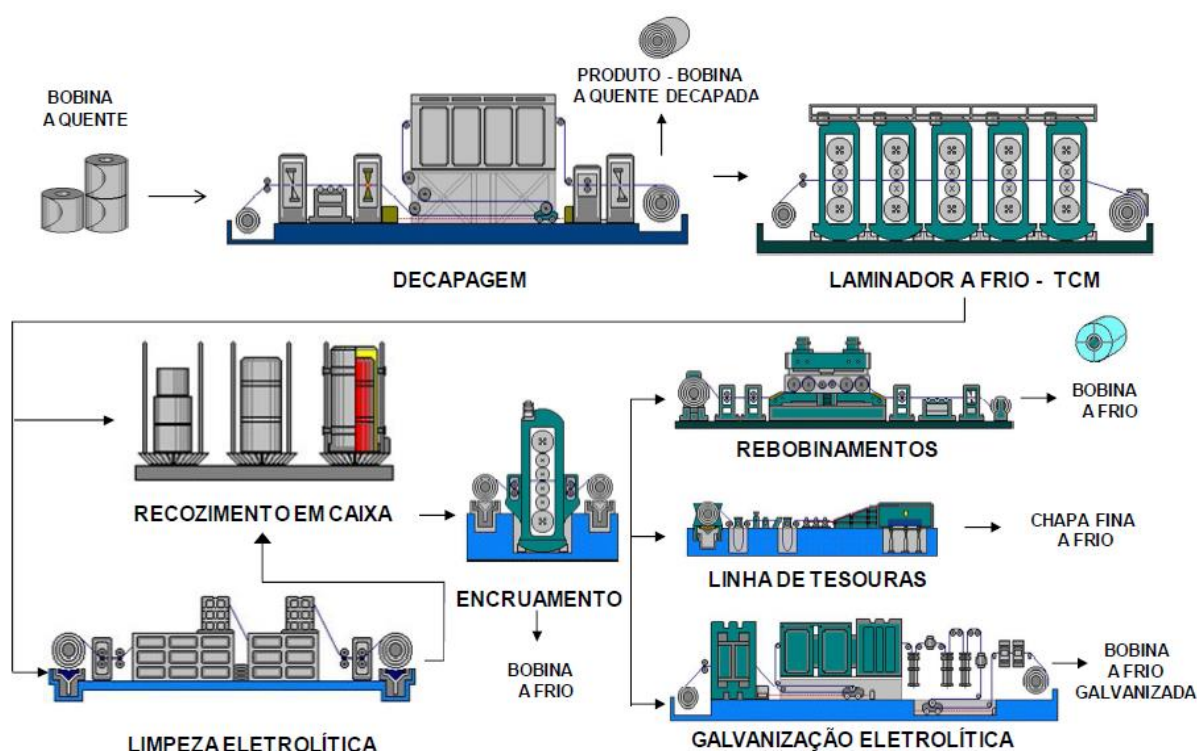 BOBINA
A QUENTE
PRODUTO - BOBINA
A QUENTE DECAPADA
DECAPAGEM
LAMINADOR A FRIO - TCM
RECOZIMENTO EM CAIXA
ENCRUAMENTO
BOBINA
A FRIO
LIMPEZA ELETROLÍTICA
REBOBINAMENTOS
BOBINA
A FRIO
LINHA DE TESOURAS
CHAPA FINA
A FRIO
GALVANIZAÇÃO ELETROLÍTICA
BOBINA
A FRIO
GALVANIZADA